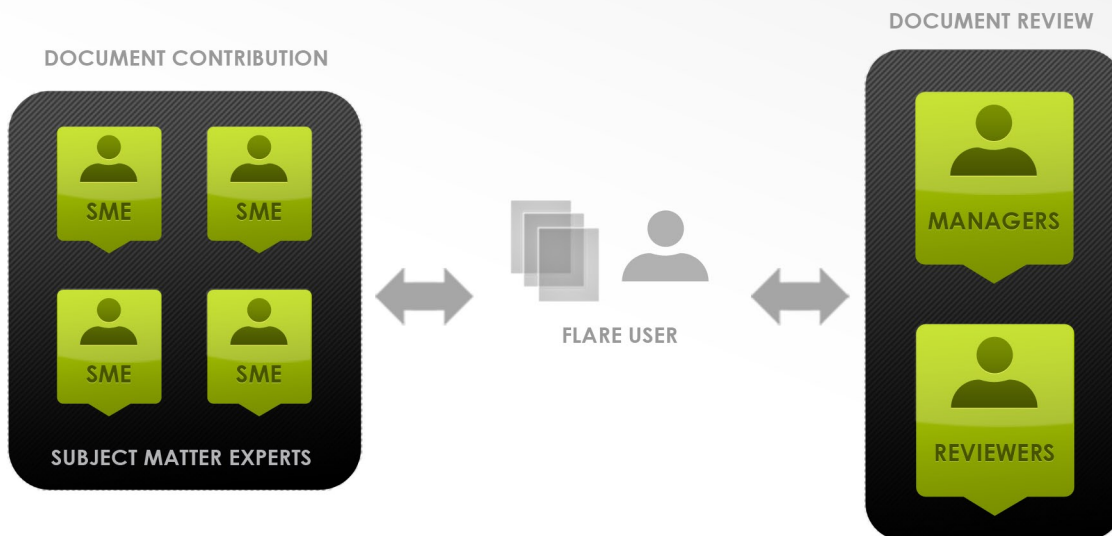 DOCUMENT CONTRIBUTION
SME
SME
SME
SME
SUBJECT MATTER EXPERTS
FLARE USER
DOCUMENT REVIEW
MANAGERS
REVIEWERS